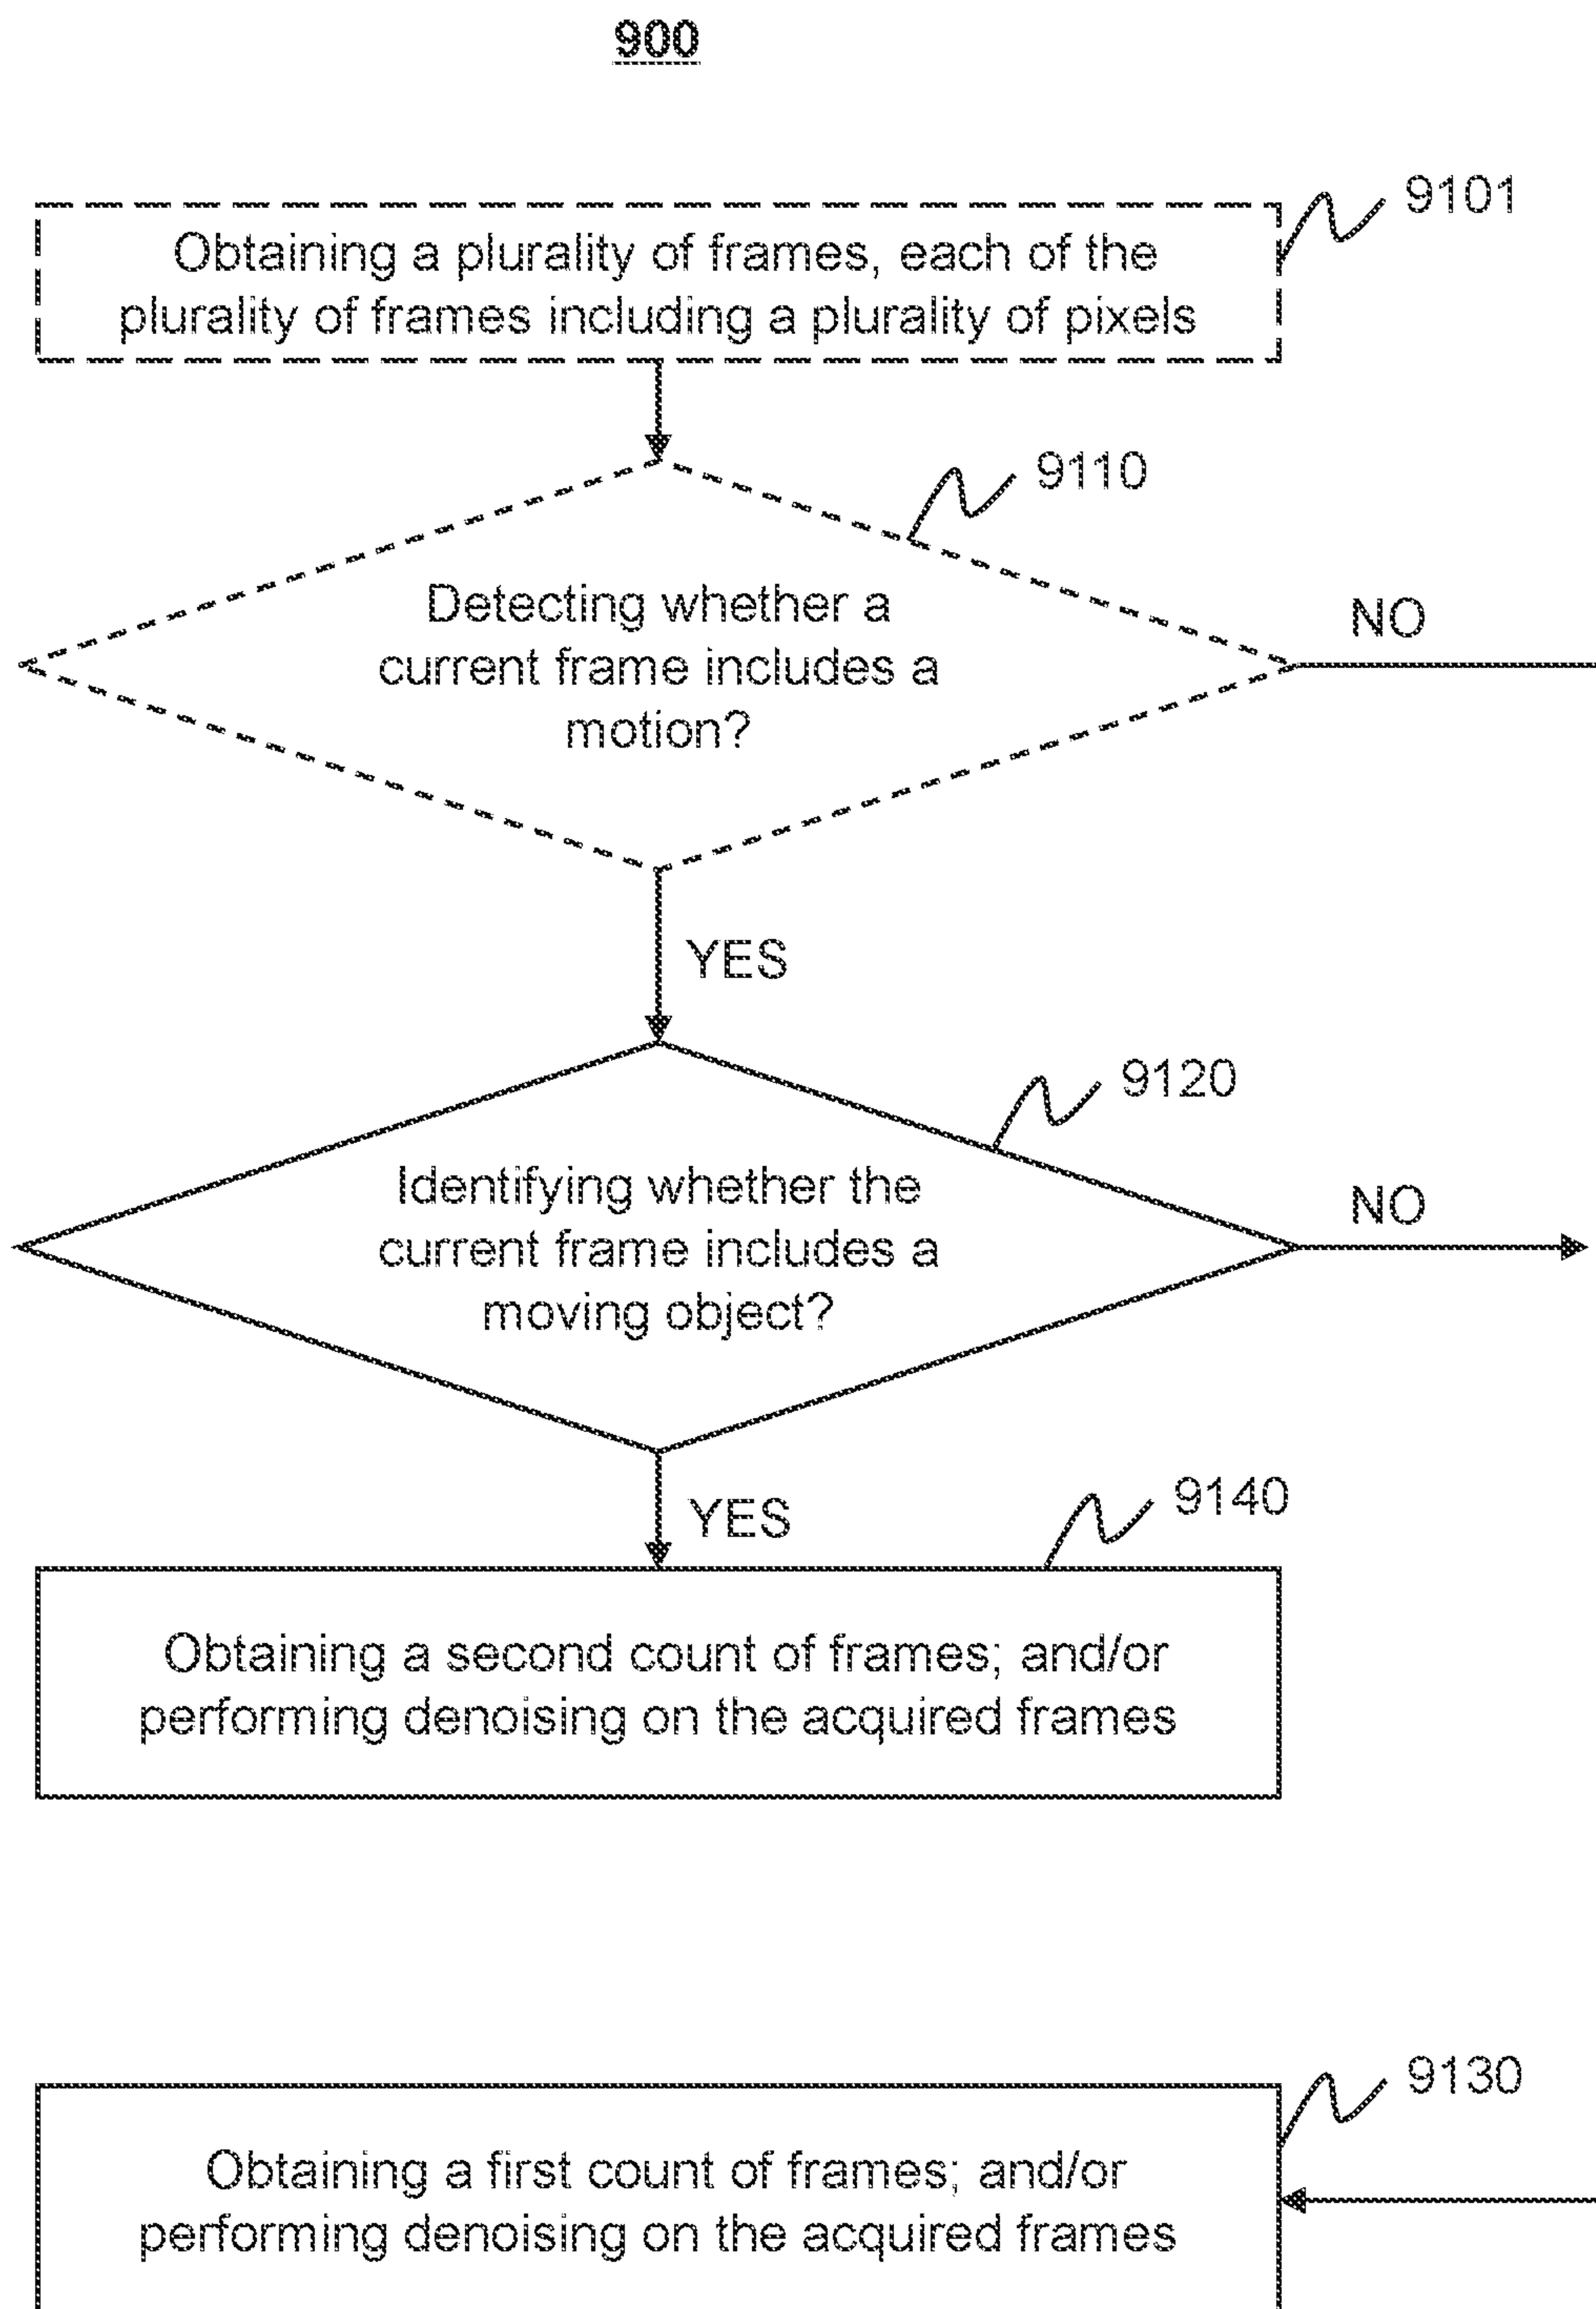 900
9101
Obtaining a plurality of frames, each of the
plurality of frames including a plurality of pixels
9110
Detecting whether a
current frame includes a
motion?
NO
YES
9120
Identifying whether the
current frame includes a
moving object?
NO
YES
9140
Obtaining a second count of frames; and/or
performing denoising on the acquired frames
9130
Obtaining a first count of frames; and/or
performing denoising on the acquired frames